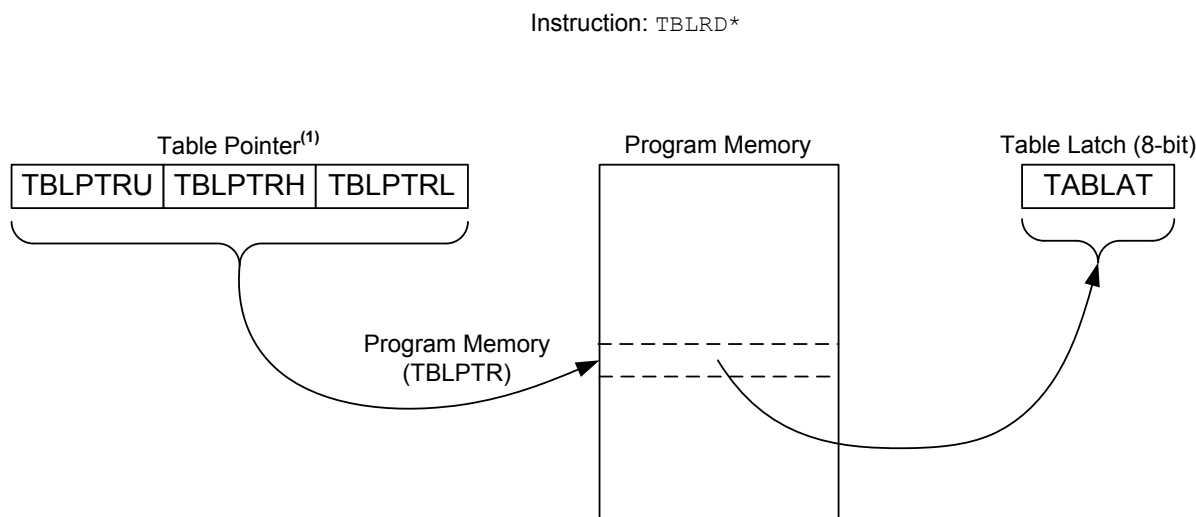 Instruction: TBLRD*
Table Pointer(1)
TBLPTRU TBLPTRH TBLPTRL
Program Memory
Table Latch (8-bit)
TABLAT
Program Memory
(TBLPTR)